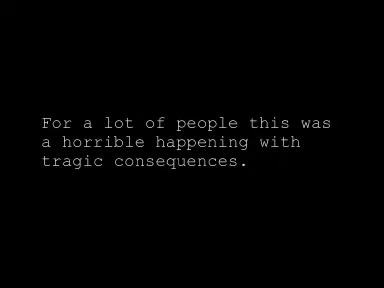 For a lot of people this was
a horrible happening with
tragic consequences.